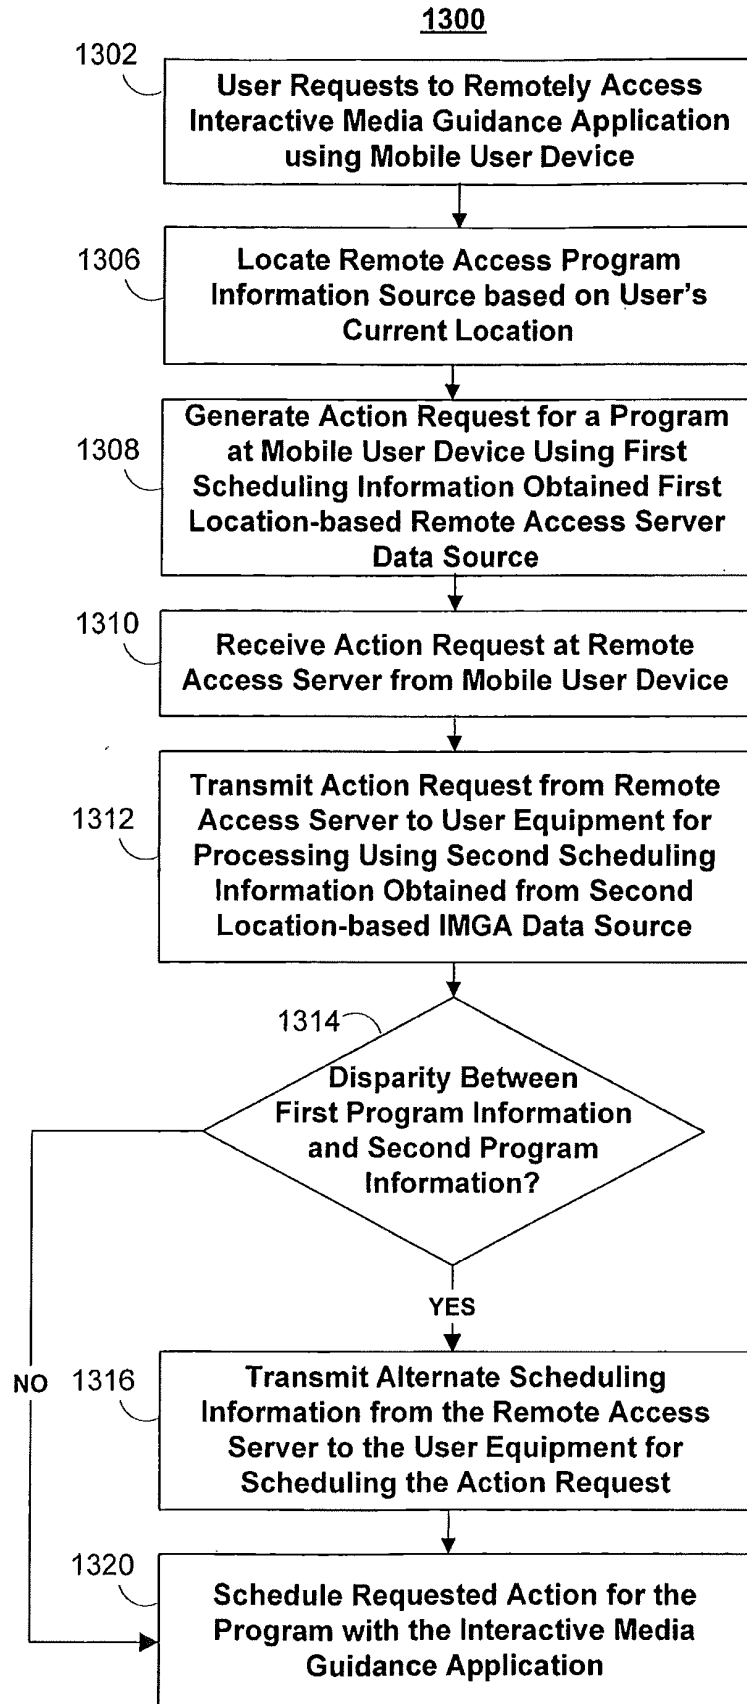 1300
1302
User Requests to Remotely Access
Interactive Media Guidance Application
using Mobile User Device
1306
Locate Remote Access Program
Information Source based on User's
Current Location
1308
Generate Action Request for a Program
at Mobile User Device Using First
Scheduling Information Obtained First
Location-based Remote Access Server
Data Source
1310
Receive Action Request at Remote
Access Server from Mobile User Device
1312
Transmit Action Request from Remote
Access Server to User Equipment for
Processing Using Second Scheduling
Information Obtained from Second
Location-based IMGA Data Source
1314
Disparity Between
First Program Information
and Second Program
Information?
YES
NO
1316
Transmit Alternate Scheduling
Information from the Remote Access
Server to the User Equipment for
Scheduling the Action Request
1320
Schedule Requested Action for the
Program with the Interactive Media
Guidance Application